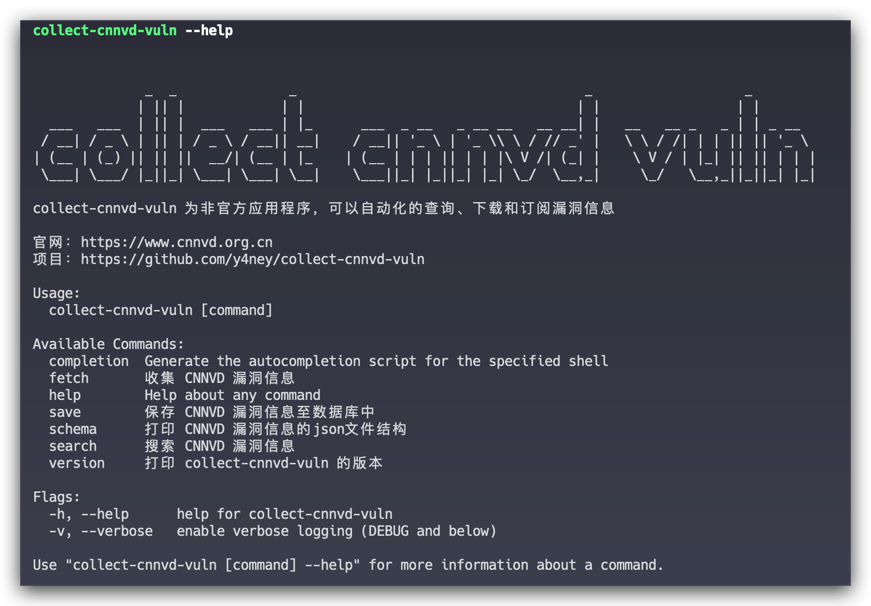 collect-cnnvd-vuln --help
collect cnnvd vuln
collect-cnnvd-vuln 为非官方应用程序，可以自动化的查询、下载和订阅漏洞信息
官网：https://www.cnnvd.org.cn
项目：https://github.com/y4ney/collect-cnnvd-vuln
Usage:
collect-cnnvd-vuln [command]
Available Commands:
completion  Generate the autocompletion script for the specified shell
fetch       收集 CNNVD 漏洞信息
help        Help about any command
save        保存 CNNVD 漏洞信息至数据库中
schema      打印 CNNVD 漏洞信息的json文件结构
search      搜索 CNNVD 漏洞信息
version     打印 collect-cnnvd-vuln 的版本
Flags:
-h, --help      help for collect-cnnvd-vuln
-v, --verbose   enable verbose logging (DEBUG and below)
Use "collect-cnnvd-vuln [command] --help" for more information about a command.